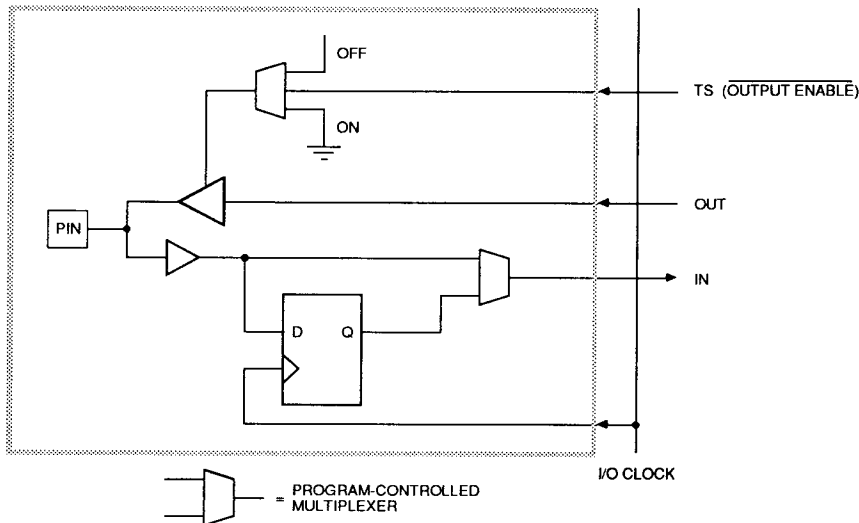 OFF
TS (OUTPUT ENABLE)
ON
OUT
PIN
IN
D Q
I/O CLOCK
= PROGRAM-CONTROLLED
MULTIPLEXER